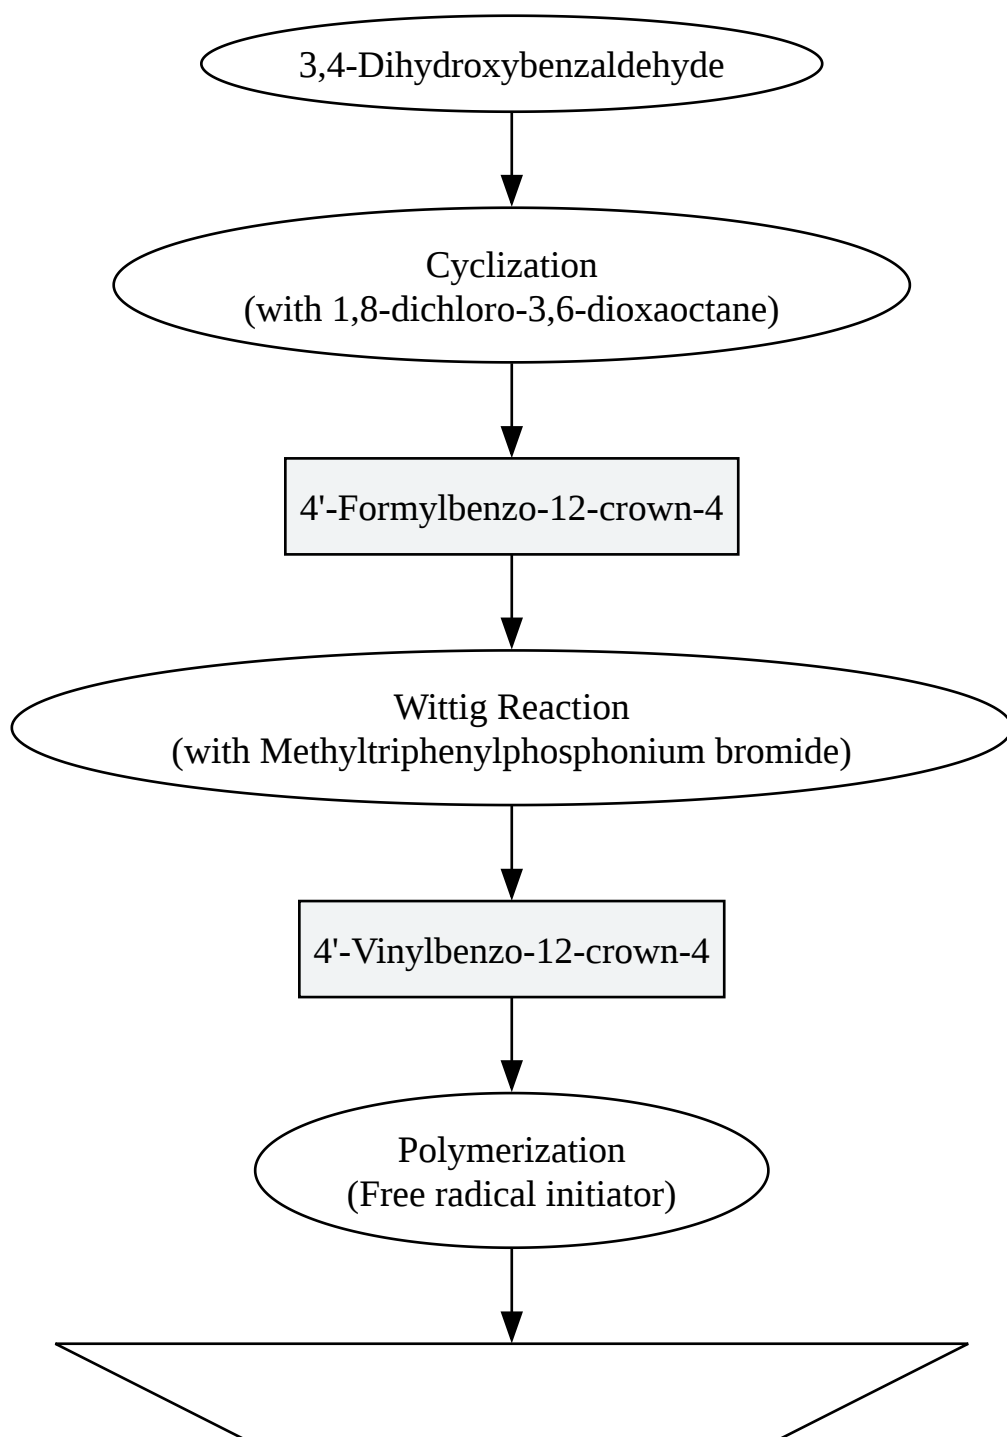 3,4-Dihydroxybenzaldehyde
Cyclization
(with 1,8-dichloro-3,6-dioxaoctane)
4'-Formylbenzo-12-crown-4
Wittig Reaction
(with Methyltriphenylphosphonium bromide)
4'-Vinylbenzo-12-crown-4
Polymerization
(Free radical initiator)